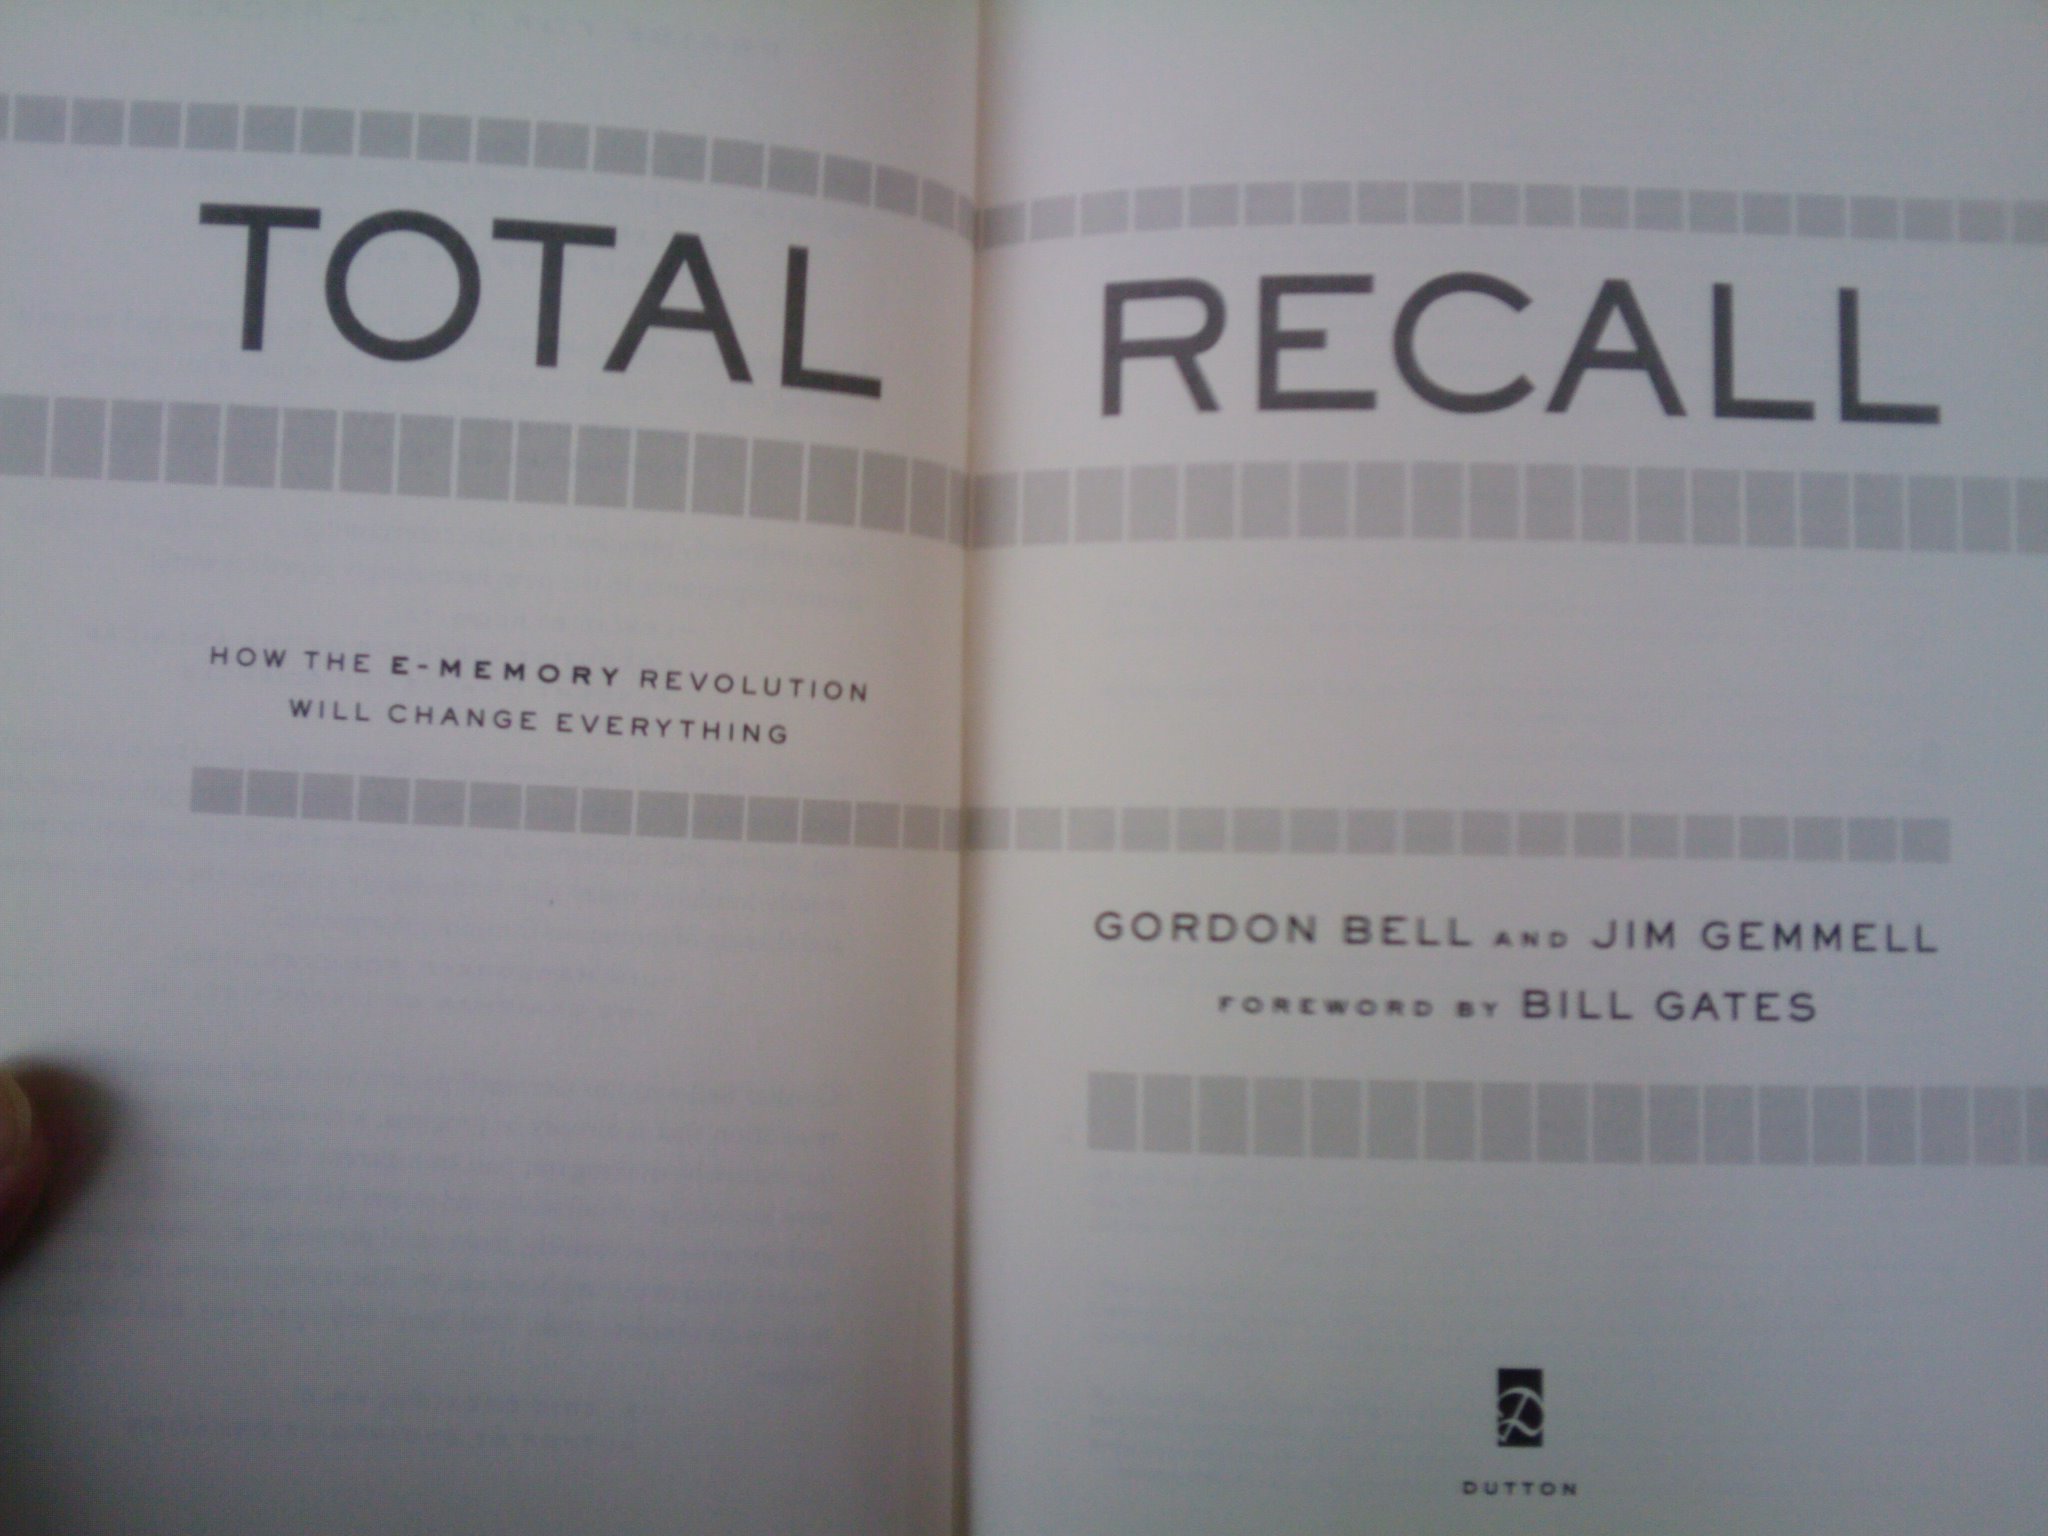 TOTAL RECALL
HOW THE E-MEMORY REVOLUTION
WILL CHANGE EVERYTHING
GORDON BELL AND JIM GEMMELL
FOREWORD BY BILL GATES
D
DUTTON